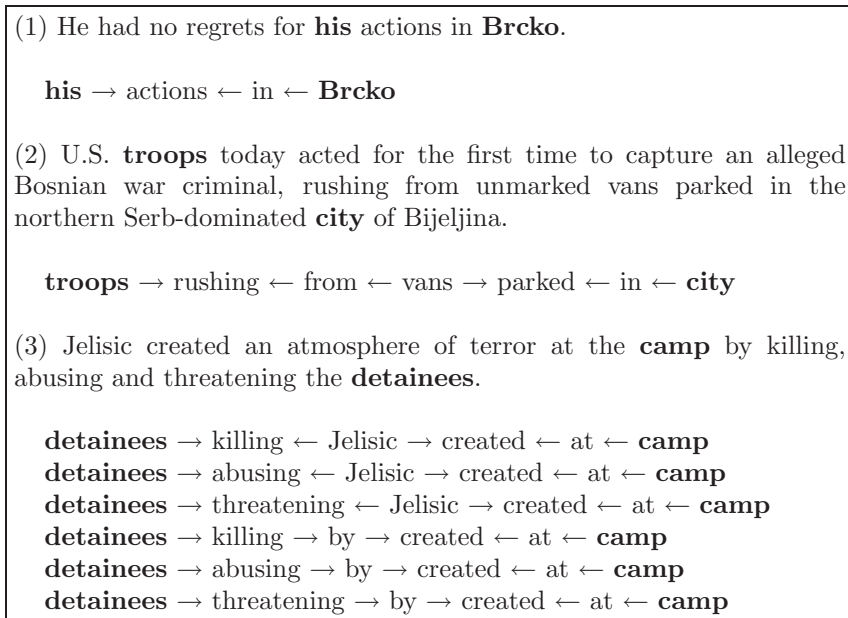 (1) He had no regrets for his actions in Brcko.
his → actions ← in ← Brcko
(2) U.S. troops today acted for the first time to capture an alleged
Bosnian war criminal, rushing from unmarked vans parked in the
northern Serb-dominated city of Bijeljina.
troops → rushing ← from ← vans → parked ← in ← city
(3) Jelisic created an atmosphere of terror at the camp by killing,
abusing and threatening the detainees.
detainees → killing ← Jelisic → created ← at ← camp
detainees → abusing ← Jelisic → created ← at ← camp
detainees → threatening ← Jelisic → created ← at ← camp
detainees → killing → by → created ← at ← camp
detainees → abusing → by → created ← at ← camp
detainees → threatening → by → created ← at ← camp